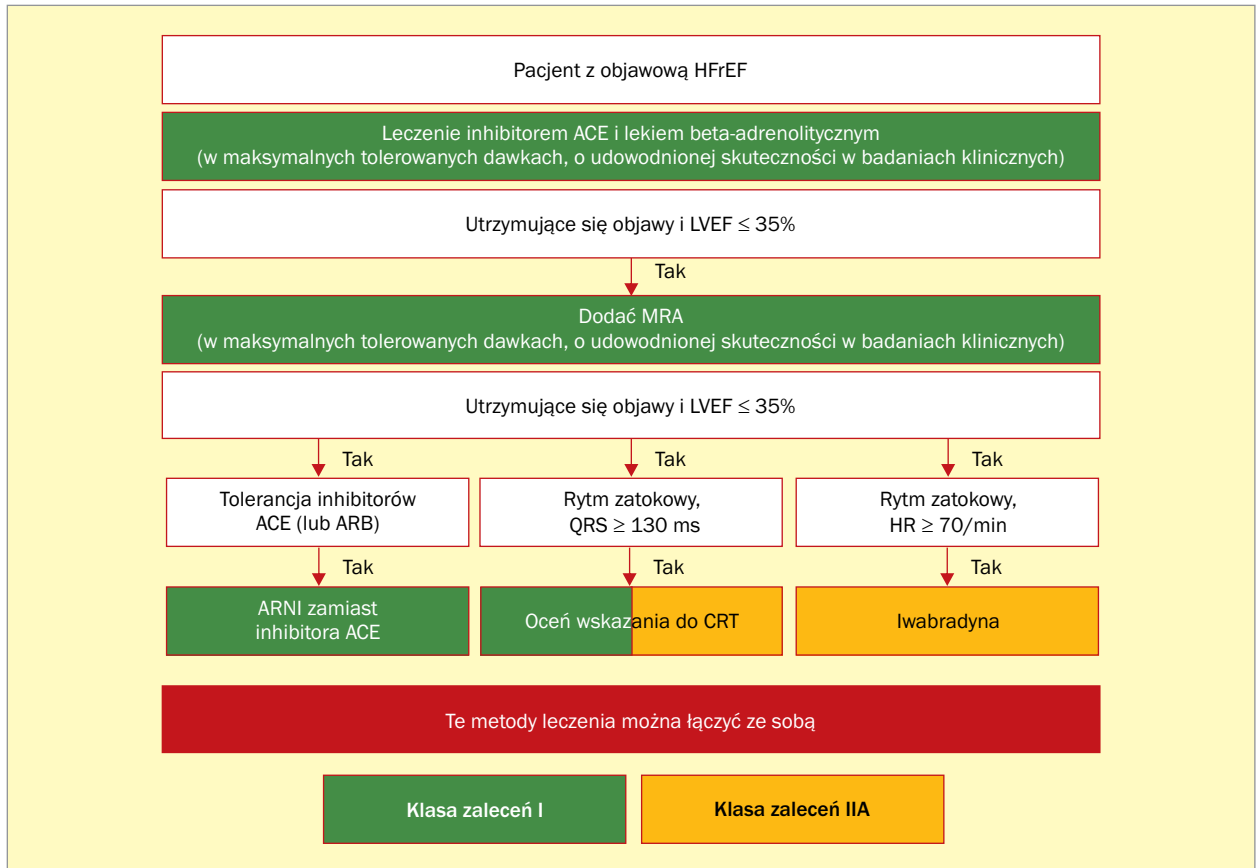 Pacjent z objawową HFrEF
Leczenie inhibitorem ACE i lekiem beta-adrenolitycznym
(w maksymalnych tolerowanych dawkach, o udowodnionej skuteczności w badaniach klinicznych)
Utrzymujące się objawy i LVEF ≤ 35%
Tak
Dodać MRA
(w maksymalnych tolerowanych dawkach, o udowodnionej skuteczności w badaniach klinicznych)
Utrzymujące się objawy i LVEF ≤ 35%
Tak
Tak
Tak
Tolerancja inhibitorów
ACE (lub ARB)
Rytm zatokowy,
QRS ≥ 130 ms
Rytm zatokowy,
HR ≥ 70/min
Tak
Tak
Tak
ARNI zamiast
inhibitora ACE
Oceń wskazania do CRT
Iwabradyna
Te metody leczenia można łączyć ze sobą
Klasa zaleceń I
Klasa zaleceń IIA